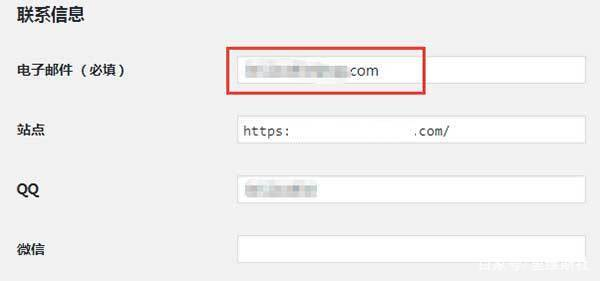 联系信息
电子邮件（必填）
com
站点
https:
.com/
QQ
微信